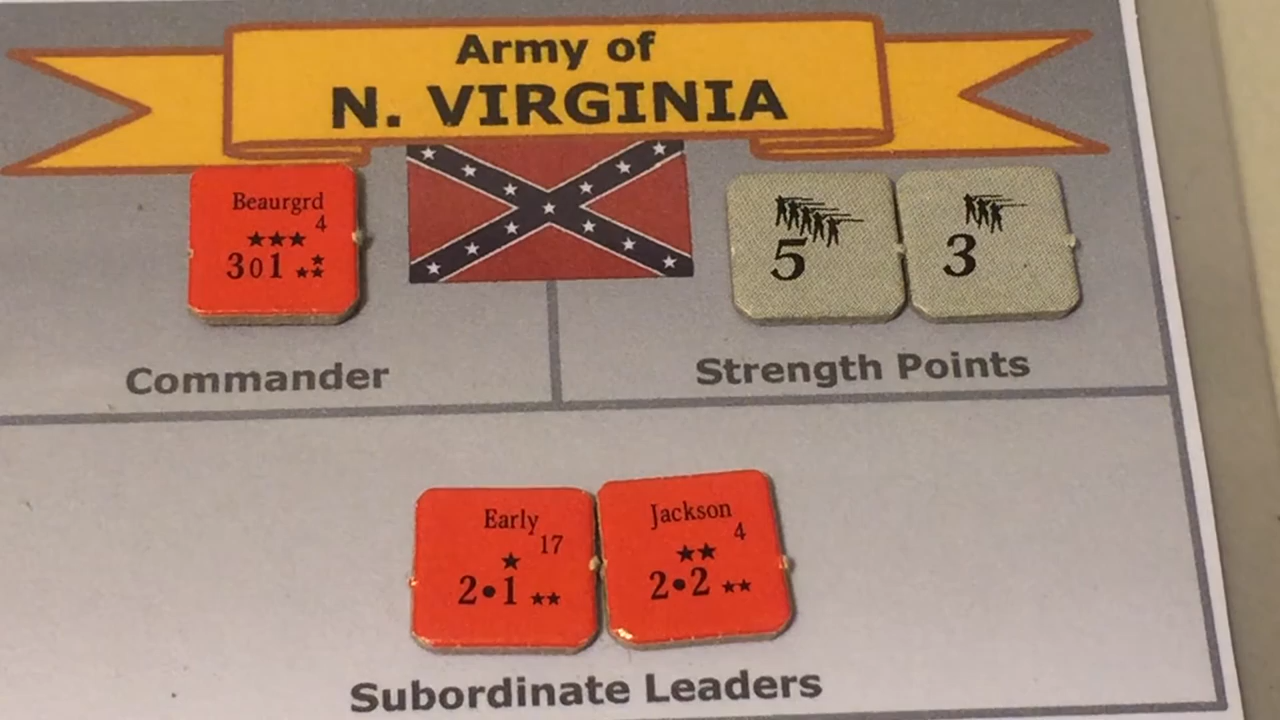 Army of
N. VIRGINIA
Beaurgrd
4
★★★
301 ★★★
5
3
Commander
Strength Points
Early
17
★
2•1 ★★
Jackson
4
★★
2•2 ★★
Subordinate Leaders